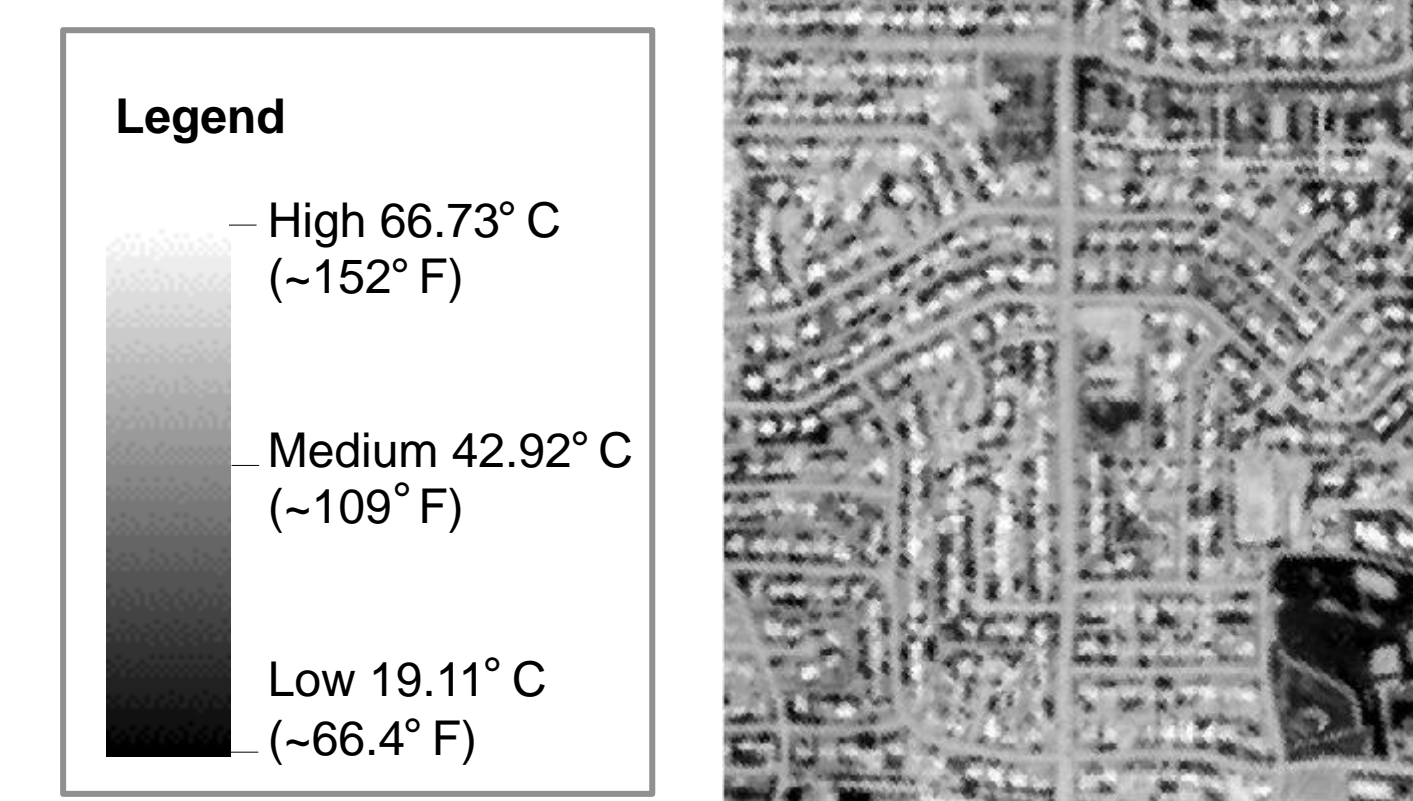 Legend
High 66.73° C
(~152° F)
Medium 42.92° C
(~109° F)
Low 19.11° C
(~66.4° F)